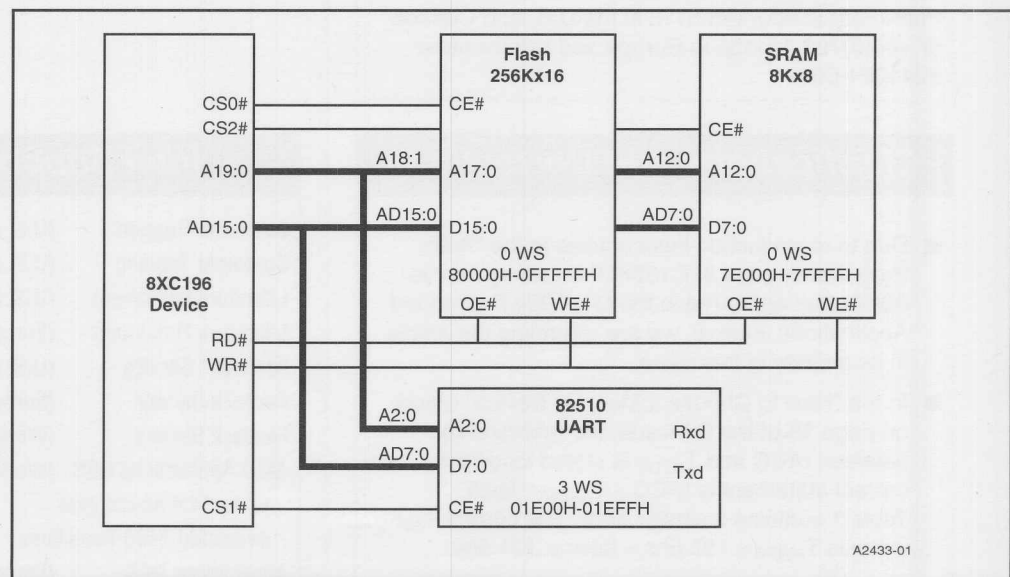 Flash
256Kx16
SRAM
8Kx8
CS0#
CE#
CS2#
CE#
A19:0
A18:1
A17:0
A12:0
A12:0
AD15:0
AD15:0
D15:0
AD7:0
D7:0
0 WS
80000H-0FFFFFH
0 WS
7E000H-7FFFFH
8XC196
Device
OE#
WE#
OE#
WE#
RD#
WR#
82510
UART
A2:0
A2:0
Rxd
AD7:0
D7:0
Txd
3 WS
01E00H-01EFFH
CS1#
CE#
A2433-01